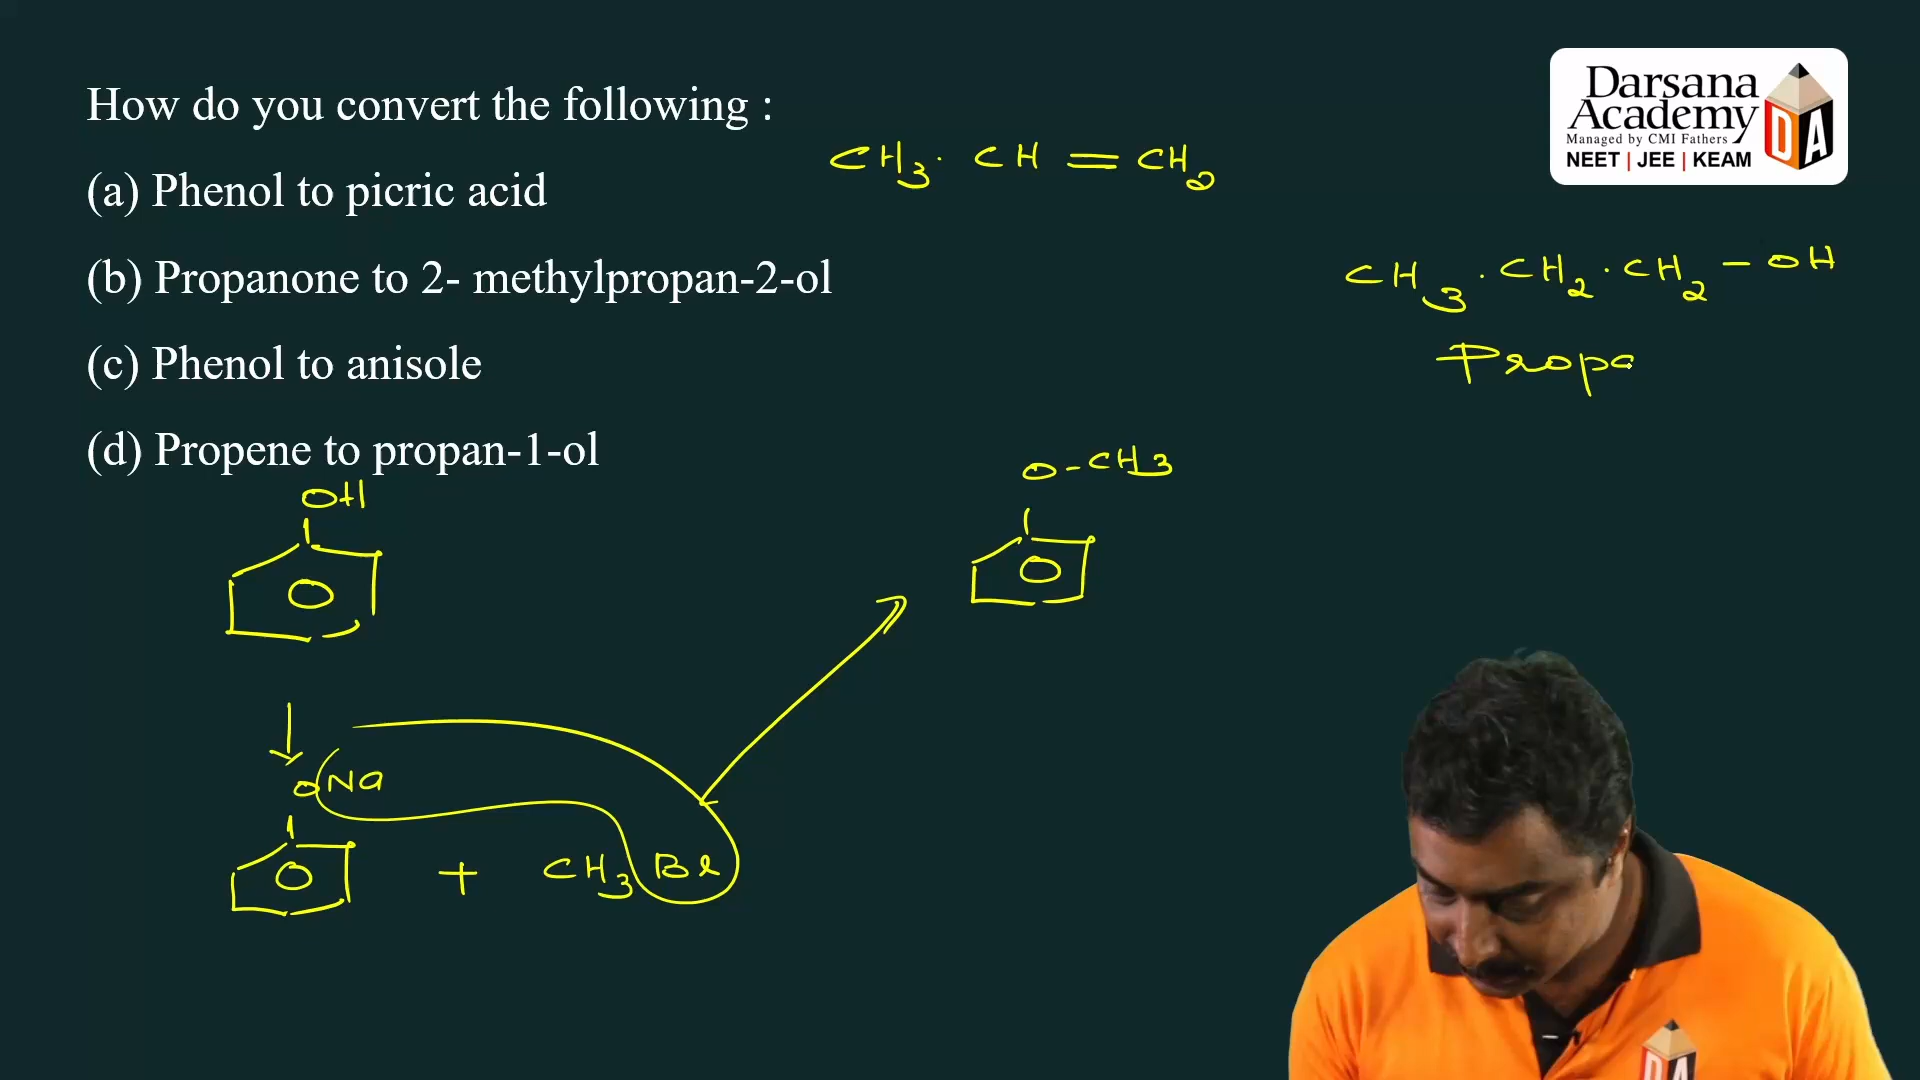 How do you convert the following :
(a) Phenol to picric acid
(b) Propanone to 2- methylpropan-2-ol
(c) Phenol to anisole
(d) Propene to propan-1-ol
CH3. CH = CH2
Darsana
Academy
Managed by CMI Fathers
NEET | JEE | KEAM
DA
CH3.CH2.CH2-OH
Propa
OH
O-CH3
ONa
+ CH3 Br
DA